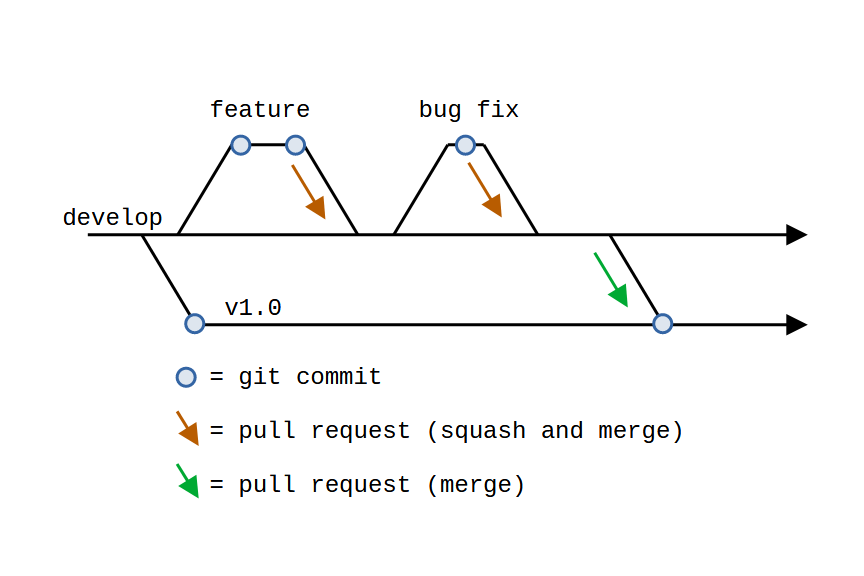 feature
bug fix
develop
v1.0
= git commit
= pull request (squash and merge)
= pull request (merge)